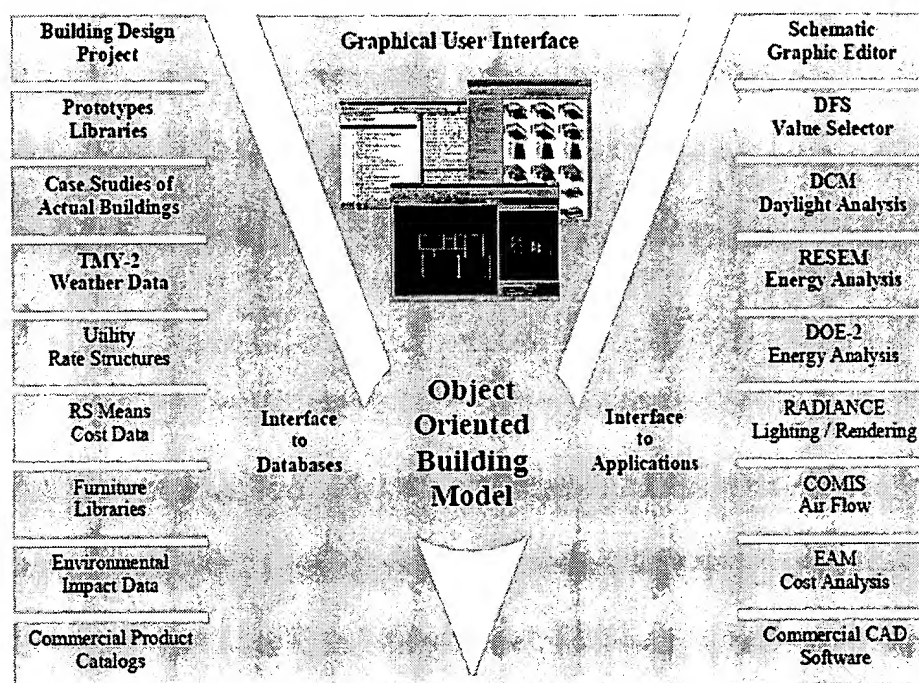 Building Design
Project
Prototypes
Libraries
Case Studies of
Actual Buildings
TMY-2
Weather Data
Utility
Rate Structures
RS Means
Cost Data
Furniture
Libraries
Environmental
Impact Data
Commercial Product
Catalogs
Graphical User Interface
Interface
to
Databases
Object
Oriented
Building
Model
Interface
to
Applications
Schematic
Graphic Editor
DFS
Value Selector
DCM
Daylight Analysis
RESEM
Energy Analysis
DOE-2
Energy Analysis
RADIANCE
Lighting / Rendering
COMIS
Air Flow
EAM
Cost Analysis
Commercial CAD
Software